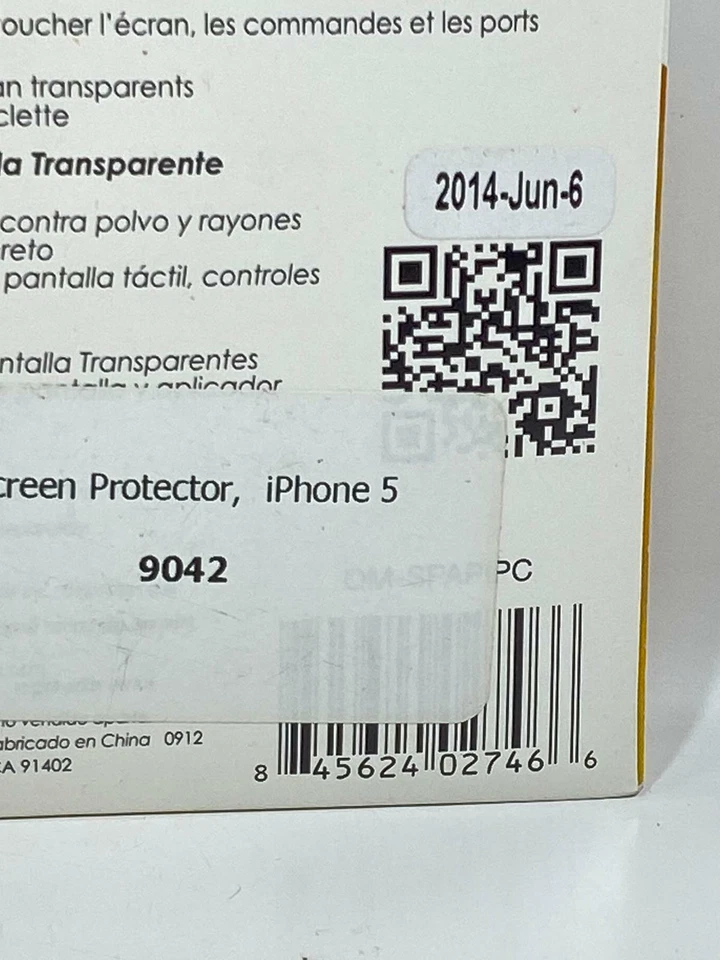 oucher l'écran, les commandes et les ports
an transparents
clette
la Transparente
2014-Jun-6
contra polvo y rayones
reto
pantalla táctil, controles
ntalla Transparentes
aplicador
creen Protector, iPhone 5
9042
PC
abricado en China 0912
CA 91402
8 45624 02746 6